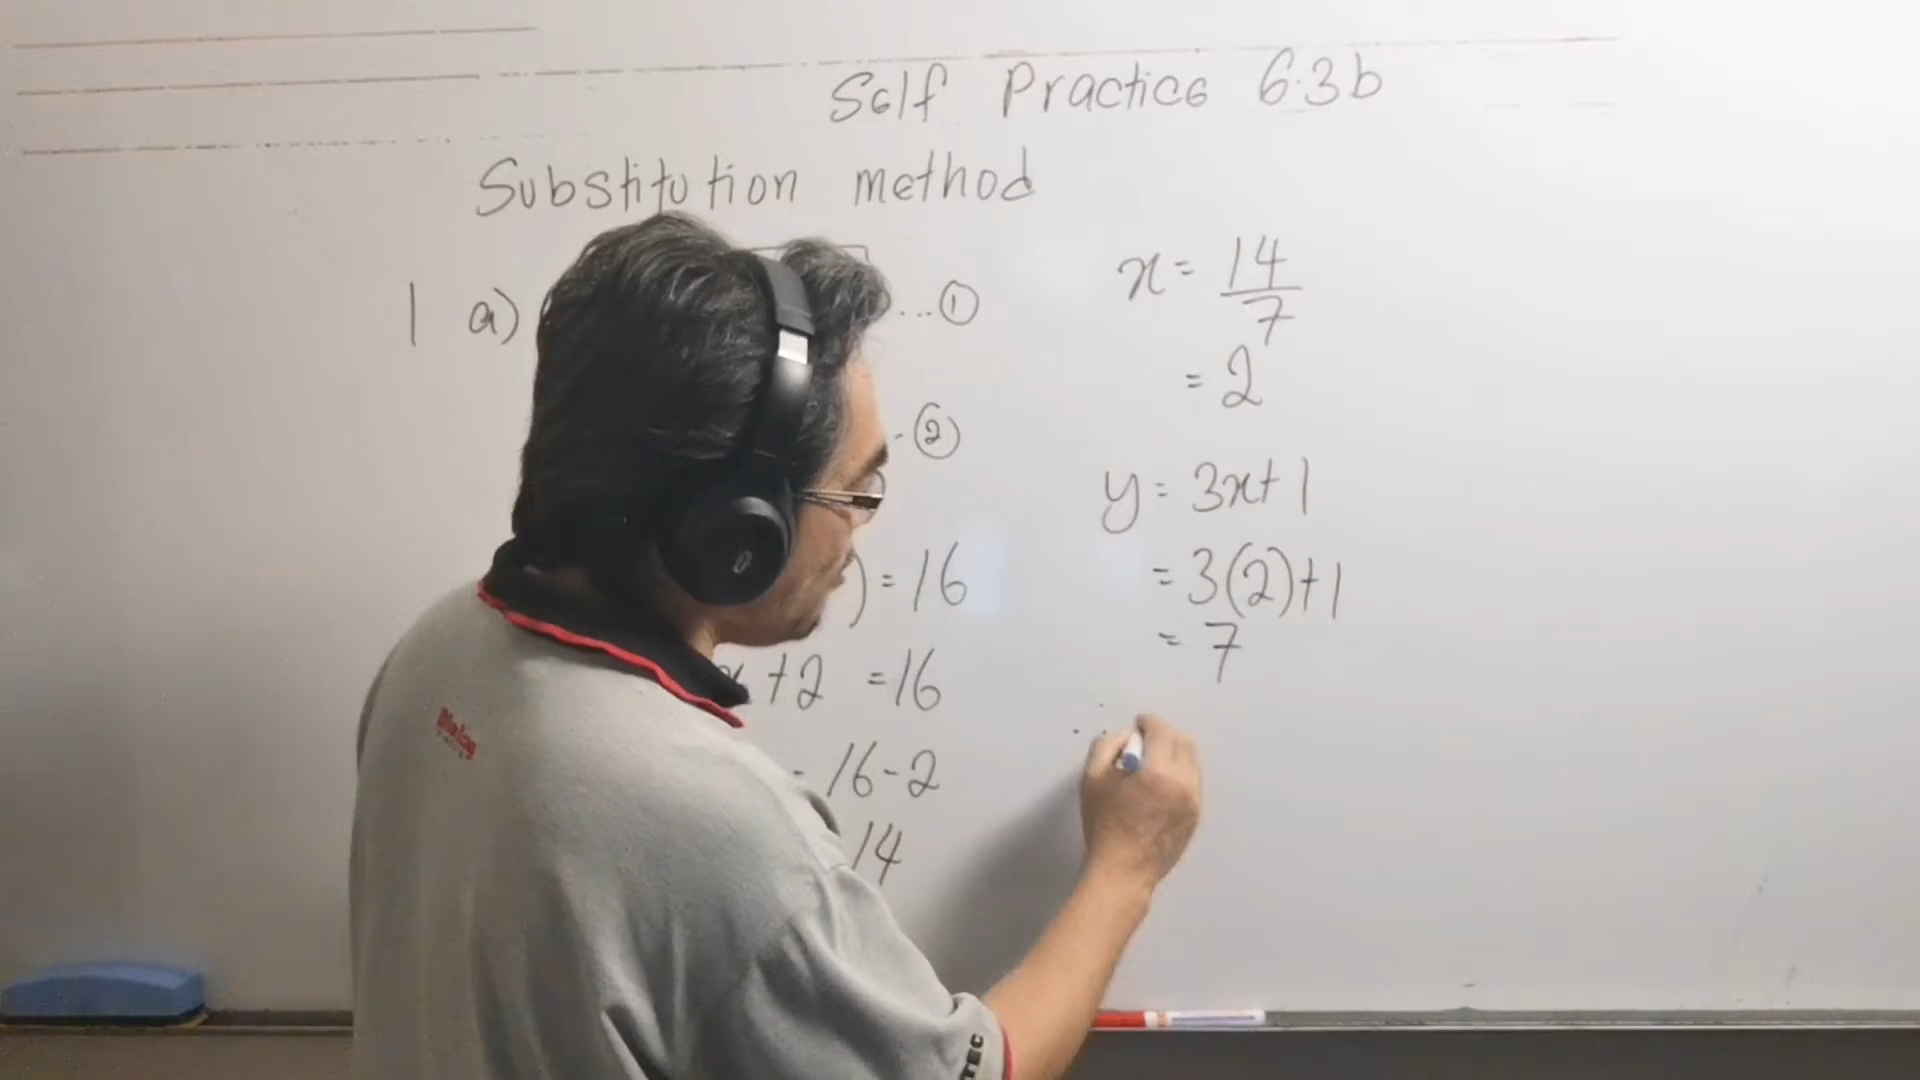 Self Practice 6.3b
Substitution method
1 a)
...①
-②
) = 16
x + 2 = 16
= 16 - 2
14
x = 14/7
= 2
y = 3x + 1
= 3(2) + 1
= 7
TEC